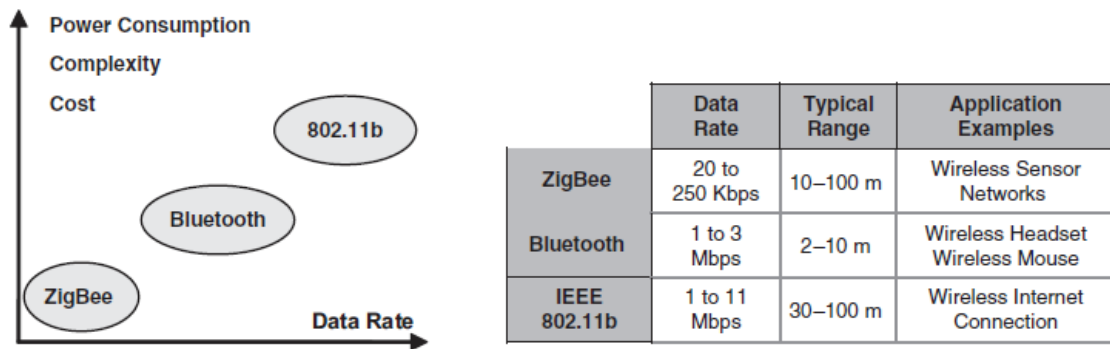 Power Consumption
Complexity
Cost
802.11b
Bluetooth
ZigBee
Data Rate
Data Typical Application
Rate Range Examples
ZigBee 20 to 250 Kbps 10–100 m Wireless Sensor Networks
Bluetooth 1 to 3 Mbps 2–10 m Wireless Headset Wireless Mouse
IEEE 802.11b 1 to 11 Mbps 30–100 m Wireless Internet Connection